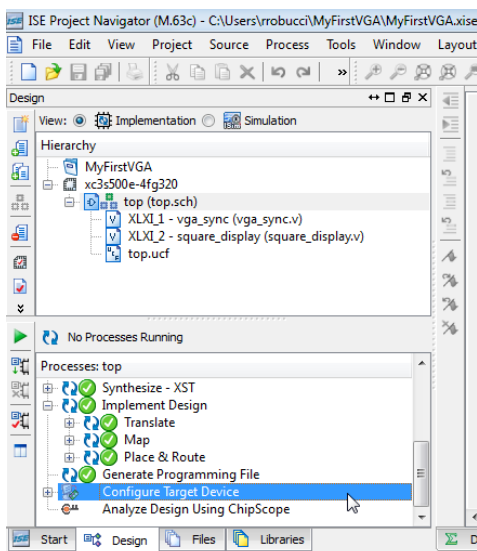 ISE Project Navigator (M.63c) - C:\Users\rrobucci\MyFirstVGA\MyFirstVGA.xise
File Edit View Project Source Process Tools Window Layout
Design
View: Implementation Simulation
Hierarchy
MyFirstVGA
xc3s500e-4fg320
top (top.sch)
XLXI_1 - vga_sync (vga_sync.v)
XLXI_2 - square_display (square_display.v)
top.ucf
No Processes Running
Processes: top
Synthesize - XST
Implement Design
Translate
Map
Place & Route
Generate Programming File
Configure Target Device
Analyze Design Using ChipScope
Start Design Files Libraries D